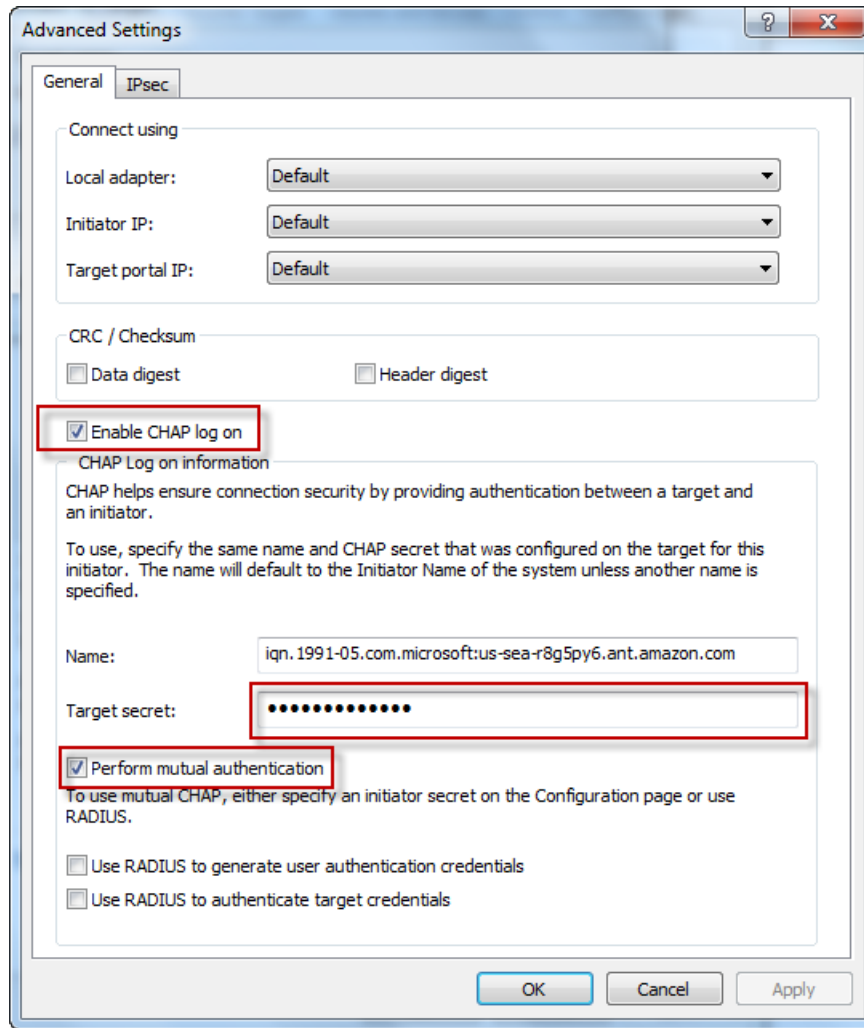 Advanced Settings
General IPsec
Connect using
Local adapter: Default
Initiator IP: Default
Target portal IP: Default
CRC / Checksum
Data digest Header digest
Enable CHAP log on
CHAP Log on information
CHAP helps ensure connection security by providing authentication between a target and
an initiator.
To use, specify the same name and CHAP secret that was configured on the target for this
initiator. The name will default to the Initiator Name of the system unless another name is
specified.
Name: iqn.1991-05.com.microsoft:us-sea-r8g5py6.ant.amazon.com
Target secret: •••••••••••••
Perform mutual authentication
To use mutual CHAP, either specify an initiator secret on the Configuration page or use
RADIUS.
Use RADIUS to generate user authentication credentials
Use RADIUS to authenticate target credentials
OK Cancel Apply